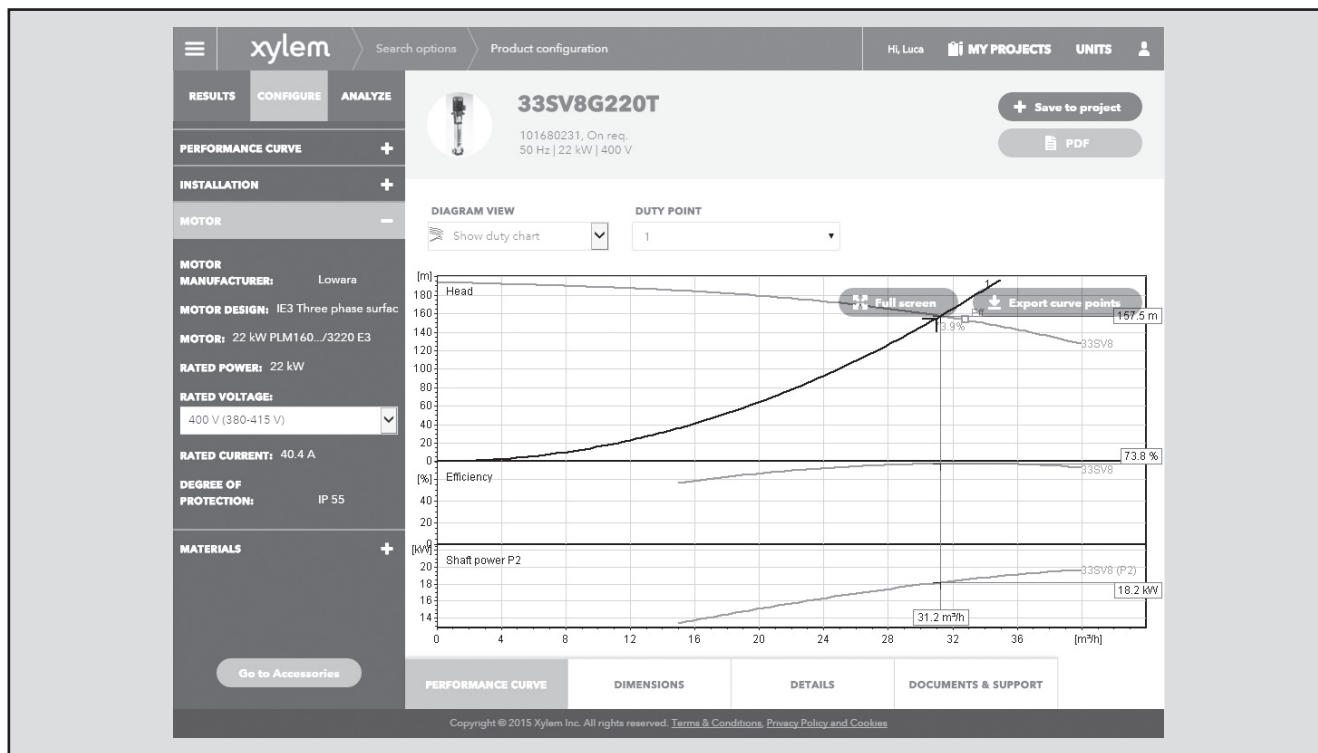 xylem
Search options
Product configuration
Hi, Luca
MY PROJECTS
UNITS
RESULTS
CONFIGURE
ANALYZE
PERFORMANCE CURVE +
INSTALLATION +
MOTOR –
MOTOR
MANUFACTURER: Lowara
MOTOR DESIGN: IE3 Three phase surfac
MOTOR: 22 kW PLM160.../3220 E3
RATED POWER: 22 kW
RATED VOLTAGE:
400 V (380-415 V)
RATED CURRENT: 40.4 A
DEGREE OF
PROTECTION: IP 55
MATERIALS +
Go to Accessories
33SV8G220T
101680231, On req.
50 Hz | 22 kW | 400 V
+ Save to project
PDF
DIAGRAM VIEW
Show duty chart
DUTY POINT
1
[m]
Head
180
160
140
120
100
80
60
40
20
0
1
Full screen
Export curve points
Eff
3.9%
157.5 m
33SV8
73.8 %
[%]
Efficiency
40
20
0
33SV8
[kW]
Shaft power P2
20
18
16
14
33SV8 (P2)
18.2 kW
31.2 m³/h
0 4 8 12 16 20 24 28 32 36 [m³/h]
PERFORMANCE CURVE
DIMENSIONS
DETAILS
DOCUMENTS & SUPPORT
Copyright © 2015 Xylem Inc. All rights reserved. Terms & Conditions, Privacy Policy and Cookies